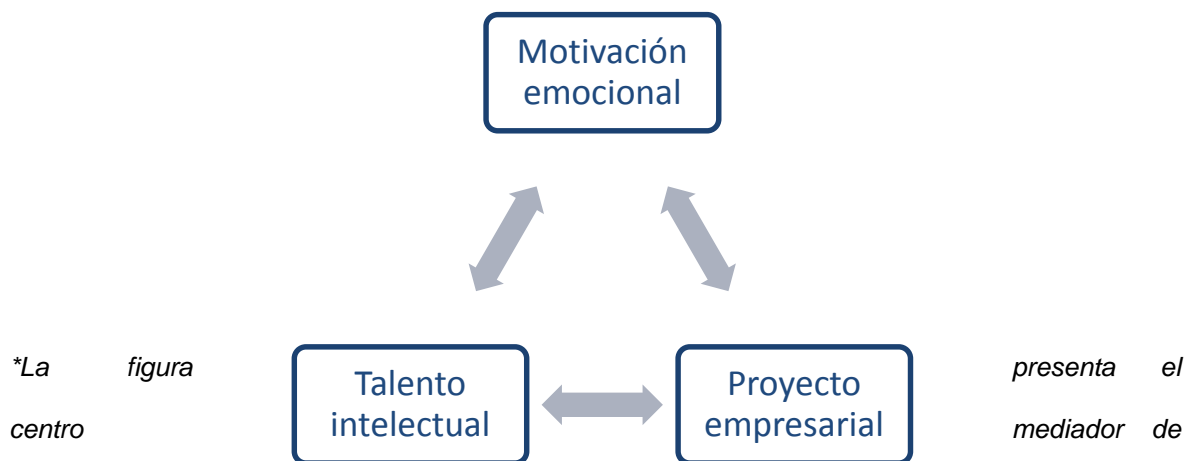 Motivación
emocional
*La figura
Talento
intelectual
Proyecto
empresarial
presenta el
centro
mediador de